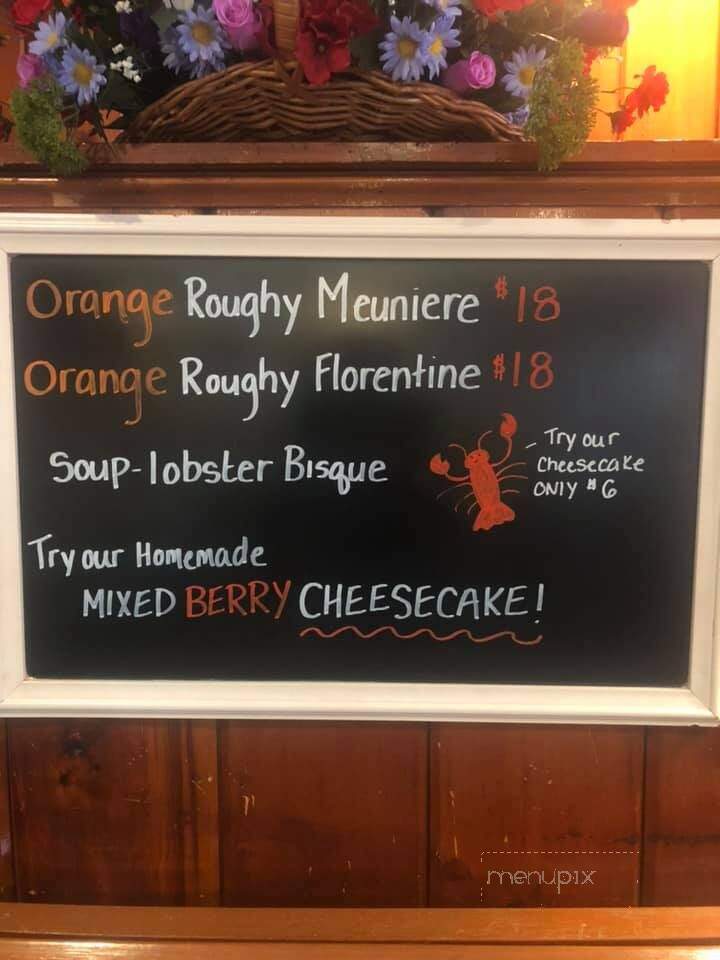 Orange Roughy Meuniere $18
Orange Roughy Florentine $18
Soup-lobster Bisque
Try our
Cheesecake
ONLY $6
Try our Homemade
MIXED BERRY CHEESECAKE!
menupix